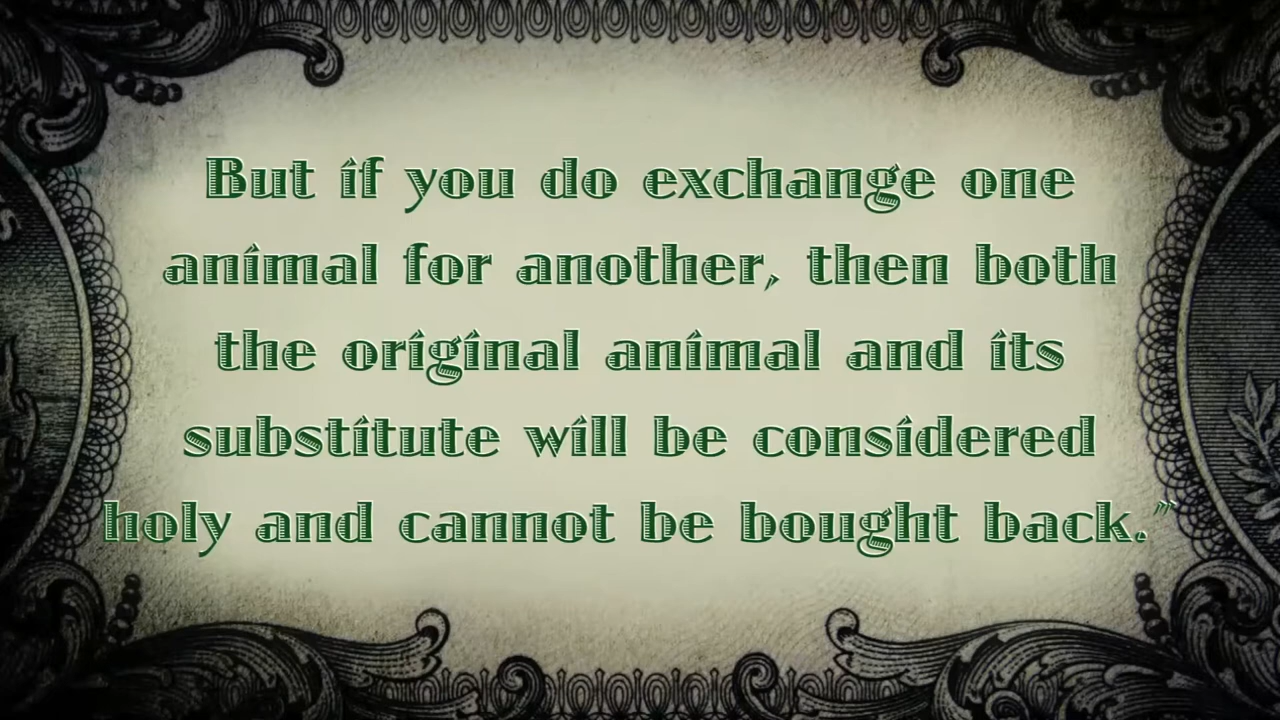 But if you do exchange one
animal for another, then both
the original animal and its
substitute will be considered
holy and cannot be bought back.”